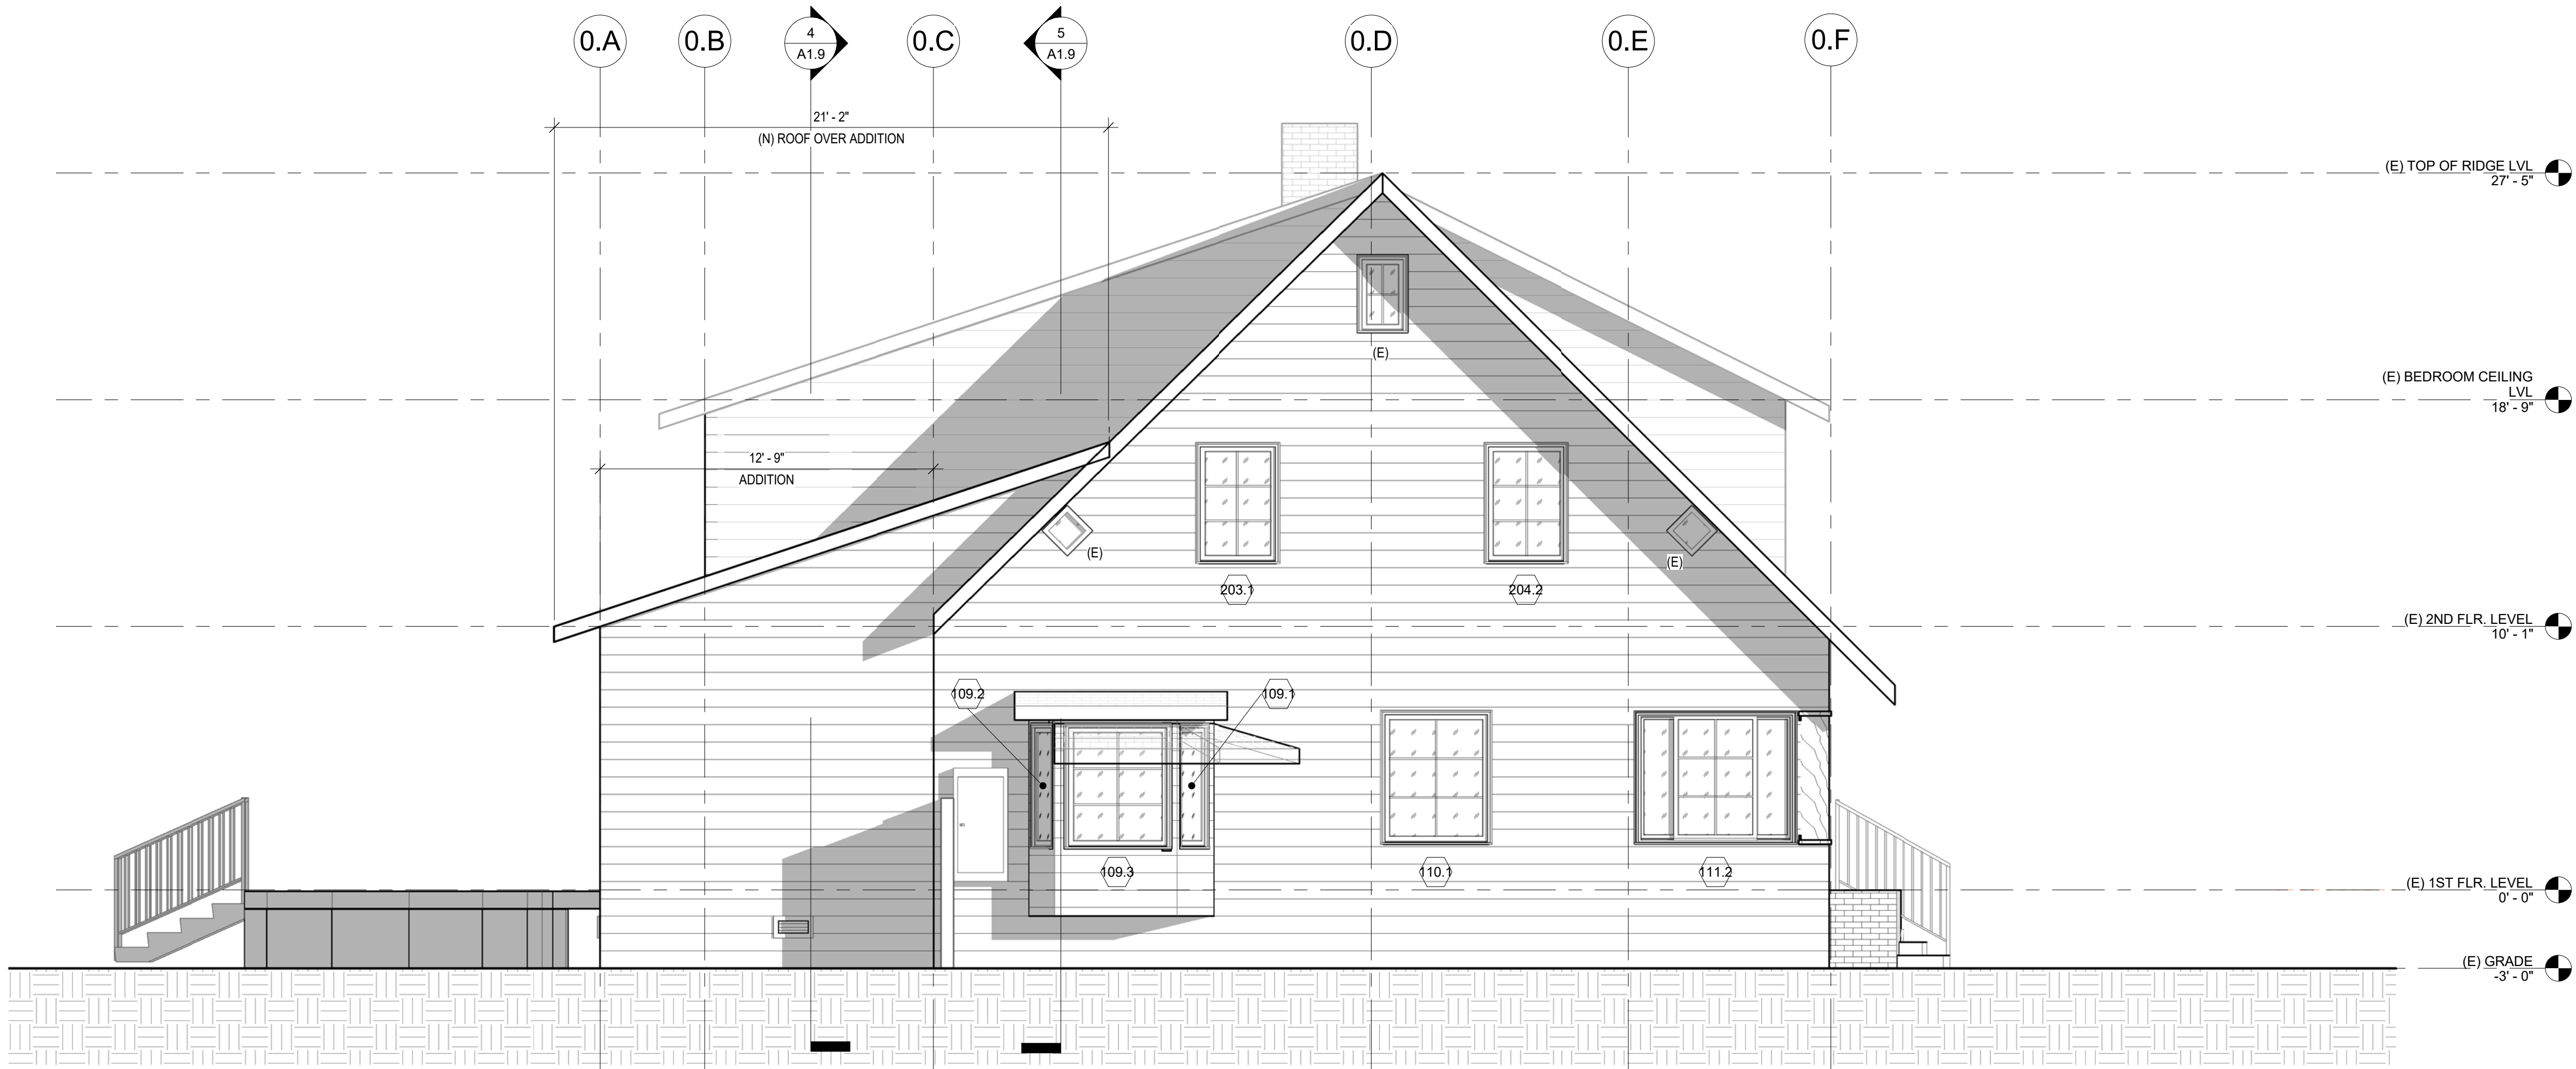 0.A
0.B
4
A1.9
0.C
5
A1.9
0.D
0.E
0.F
21' - 2"
(N) ROOF OVER ADDITION
(E) TOP OF RIDGE LVL
27' - 5"
(E)
(E) BEDROOM CEILING
LVL
18' - 9"
12' - 9"
ADDITION
(E)
(E)
203.1
204.2
(E) 2ND FLR. LEVEL
10' - 1"
109.2
109.1
109.3
110.1
111.2
(E) 1ST FLR. LEVEL
0' - 0"
(E) GRADE
-3' - 0"